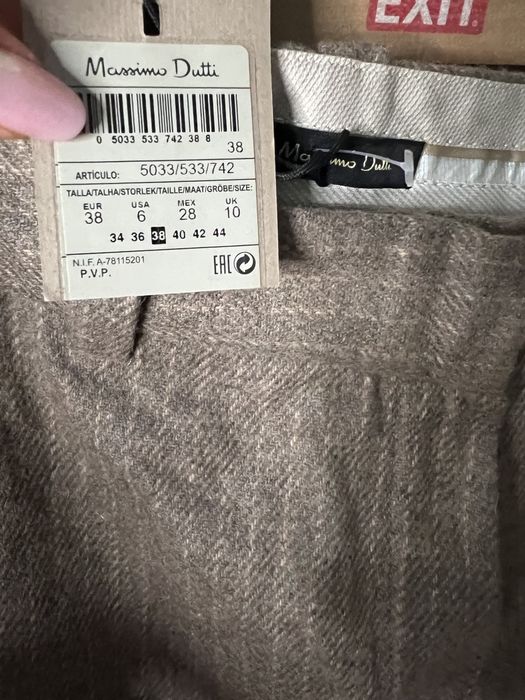 EXIT
Massimo Dutti
0 5033 533 742 38 8
38
ARTÍCULO: 5033/533/742
TALLA/TALHA/STORLEK/TAILLE/MAAT/GRÖBE/SIZE:
EUR USA MEX UK
38 6 28 10
34 36 38 40 42 44
N.I.F. A-78115201
P.V.P.
EAC
Massimo Dutti